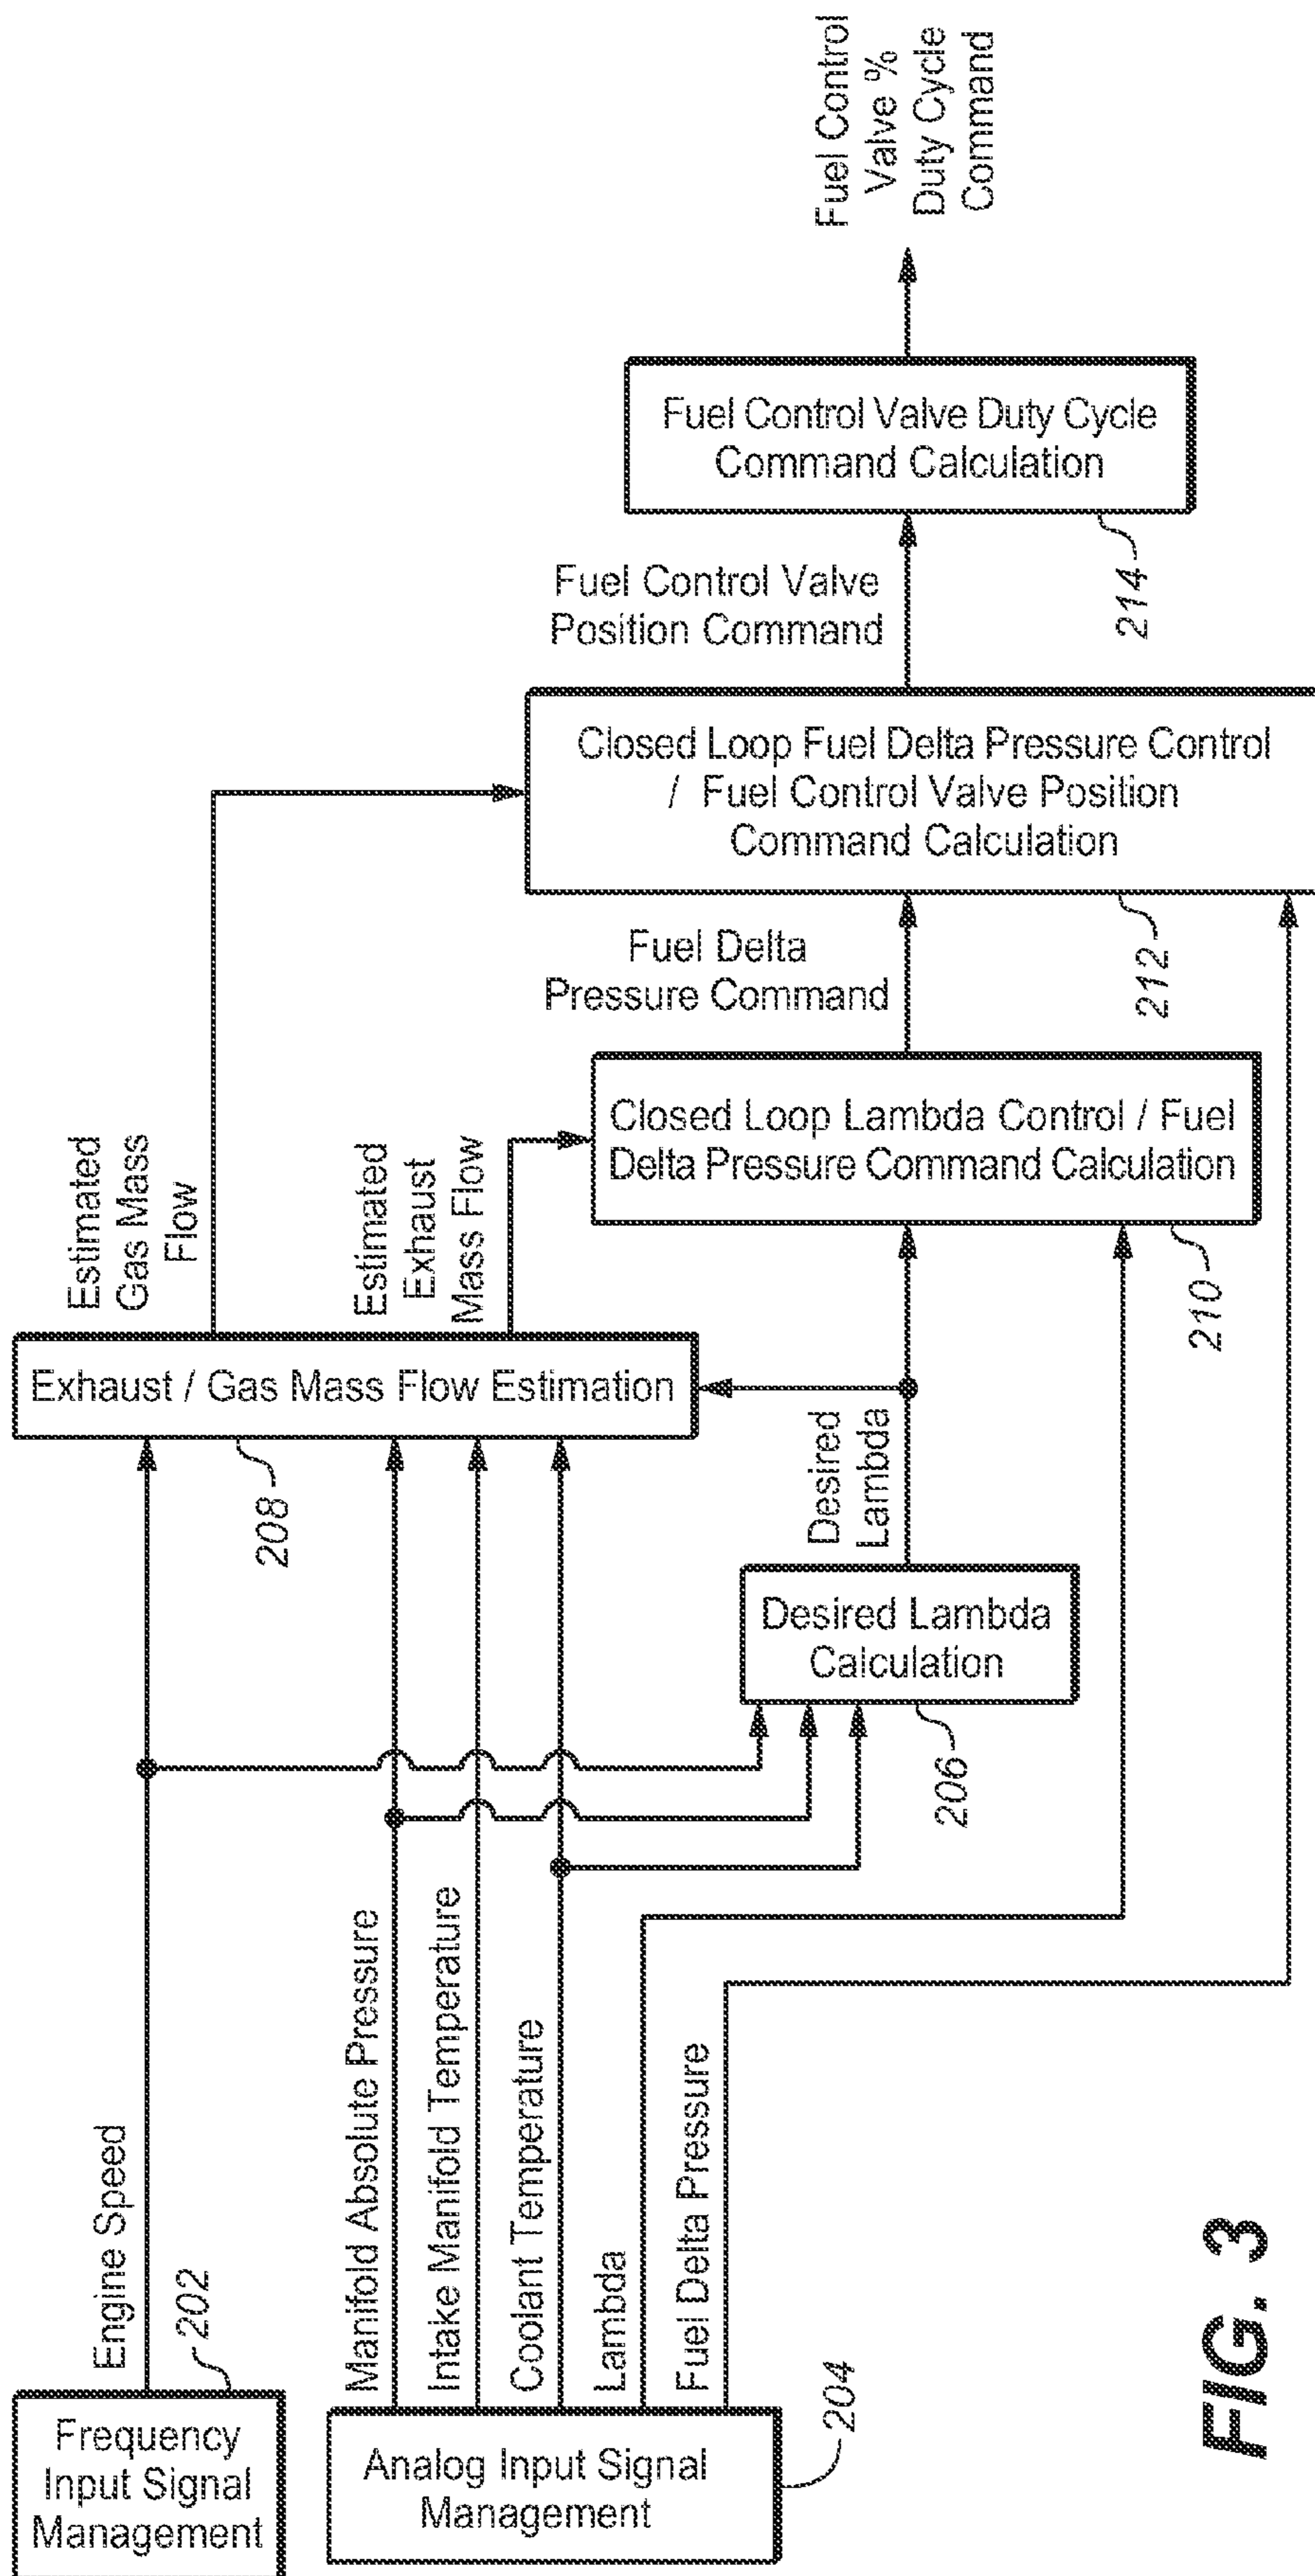 Frequency
Input Signal
Management
202
Engine Speed
Analog Input Signal
Management
204
Manifold Absolute Pressure
Intake Manifold Temperature
Coolant Temperature
Lambda
Fuel Delta Pressure
Desired Lambda
Calculation
206
Desired
Lambda
Exhaust / Gas Mass Flow Estimation
208
Estimated
Gas Mass
Flow
Estimated
Exhaust
Mass Flow
Closed Loop Lambda Control / Fuel
Delta Pressure Command Calculation
210
Fuel Delta
Pressure Command
Closed Loop Fuel Delta Pressure Control
/ Fuel Control Valve Position
Command Calculation
212
Fuel Control Valve
Position Command
Fuel Control Valve Duty Cycle
Command Calculation
214
Fuel Control
Valve %
Duty Cycle
Command
FIG. 3